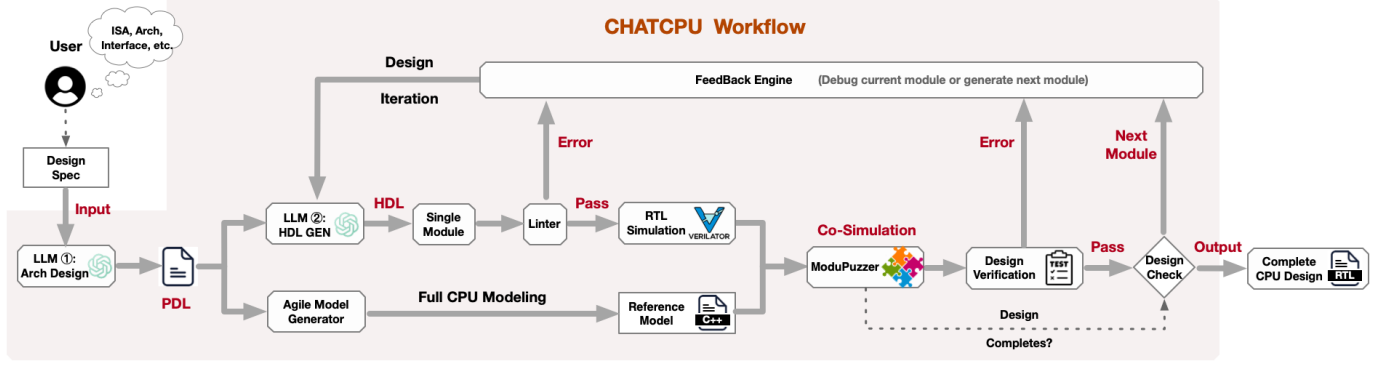 CHATCPU Workflow
ISA, Arch,
Interface, etc.
User
Design
Iteration
FeedBack Engine (Debug current module or generate next module)
Error
Error
Next
Module
Design
Spec
Input
LLM ①:
Arch Design
PDL
LLM ②:
HDL GEN
HDL
Single
Module
Linter
Pass
RTL
Simulation
VERILATOR
Agile Model
Generator
Full CPU Modeling
Reference
Model
C++
Co-Simulation
ModuPuzzer
Design
Verification
TEST
Pass
Design
Check
Output
Complete
CPU Design
RTL
Design
Completes?